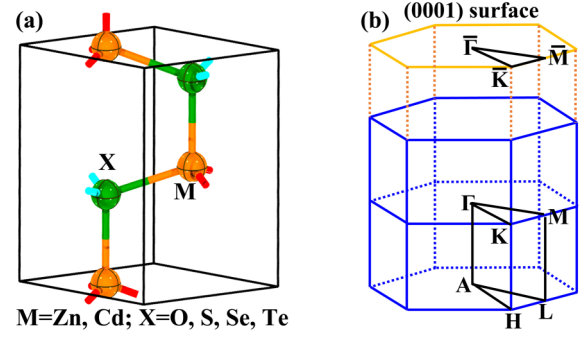 (a)
X
M
M=Zn, Cd; X=O, S, Se, Te
(b) (0001) surface
Γ̅
M̅
K̅
Γ
M
K
A
L
H